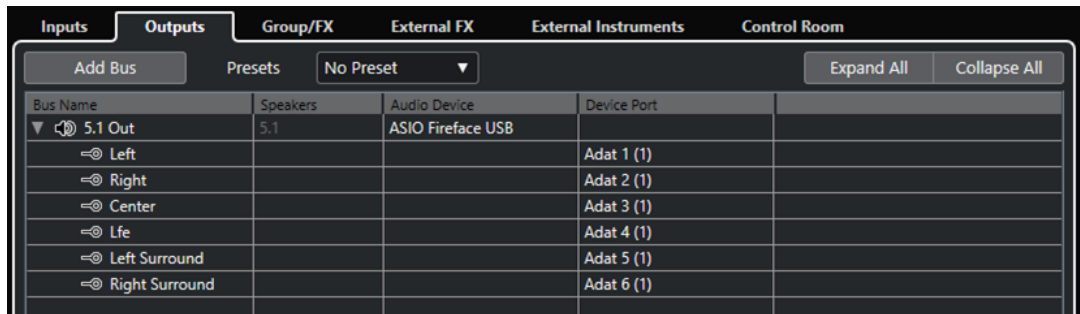 Inputs Outputs Group/FX External FX External Instruments Control Room
Add Bus Presets No Preset Expand All Collapse All
Bus Name Speakers Audio Device Device Port
5.1 Out 5.1 ASIO Fireface USB
Left Adat 1 (1)
Right Adat 2 (1)
Center Adat 3 (1)
Lfe Adat 4 (1)
Left Surround Adat 5 (1)
Right Surround Adat 6 (1)